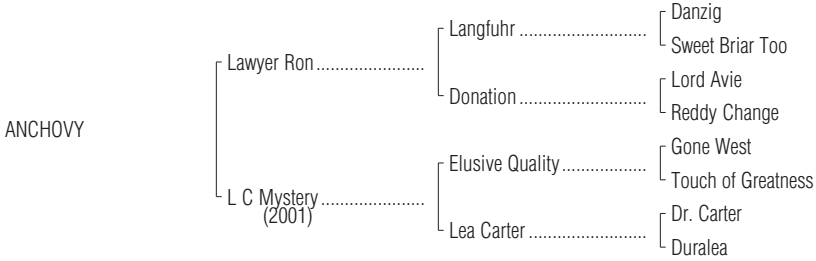 Danzig
Langfuhr ...........................
Sweet Briar Too
Lawyer Ron .......................
Lord Avie
Donation ...........................
Reddy Change
ANCHOVY
Gone West
Elusive Quality ..................
Touch of Greatness
L C Mystery ......................
(2001)
Dr. Carter
Lea Carter .........................
Duralea